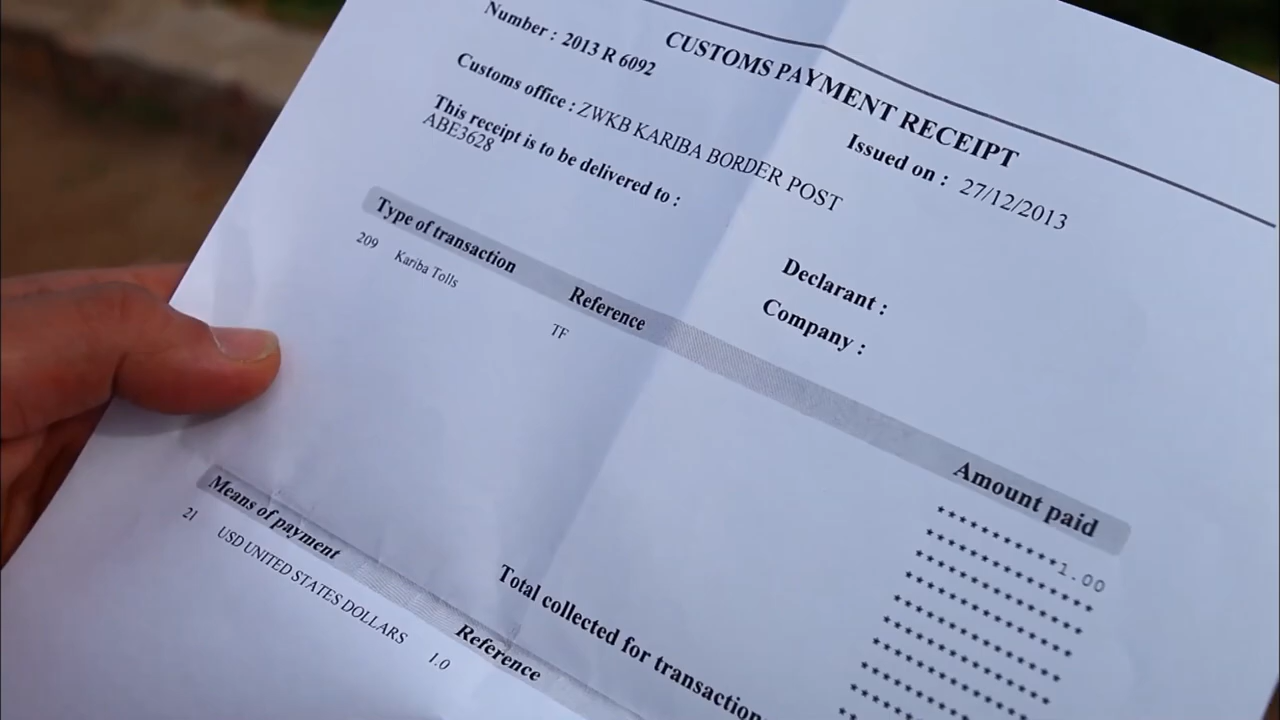 Number : 2013 R 6092
CUSTOMS PAYMENT RECEIPT
Customs office : ZWKB KARIBA BORDER POST
Issued on : 27/12/2013
This receipt is to be delivered to :
ABE3628
Declarant :
Company :
Type of transaction Reference Amount paid
209 Kariba Tolls TF ***********1.00
***************
***************
***************
***************
***************
***************
Means of payment Reference
21 USD UNITED STATES DOLLARS 1.0
Total collected for transaction